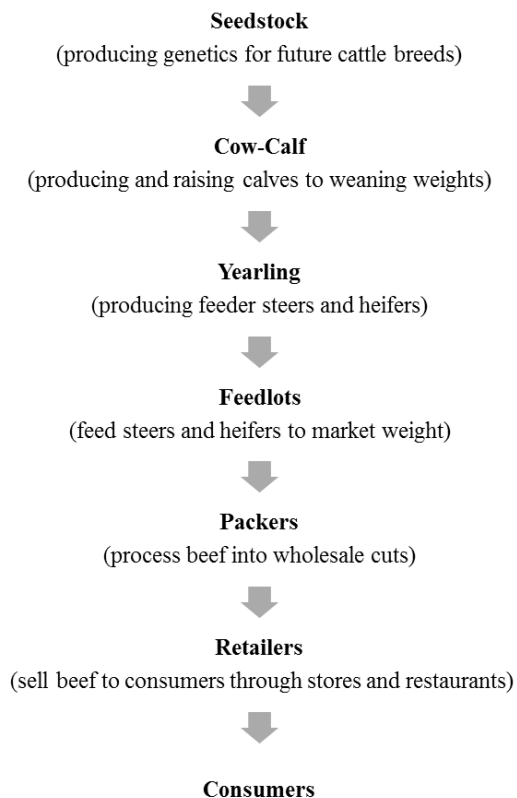 Seedstock
(producing genetics for future cattle breeds)
Cow-Calf
(producing and raising calves to weaning weights)
Yearling
(producing feeder steers and heifers)
Feedlots
(feed steers and heifers to market weight)
Packers
(process beef into wholesale cuts)
Retailers
(sell beef to consumers through stores and restaurants)
Consumers